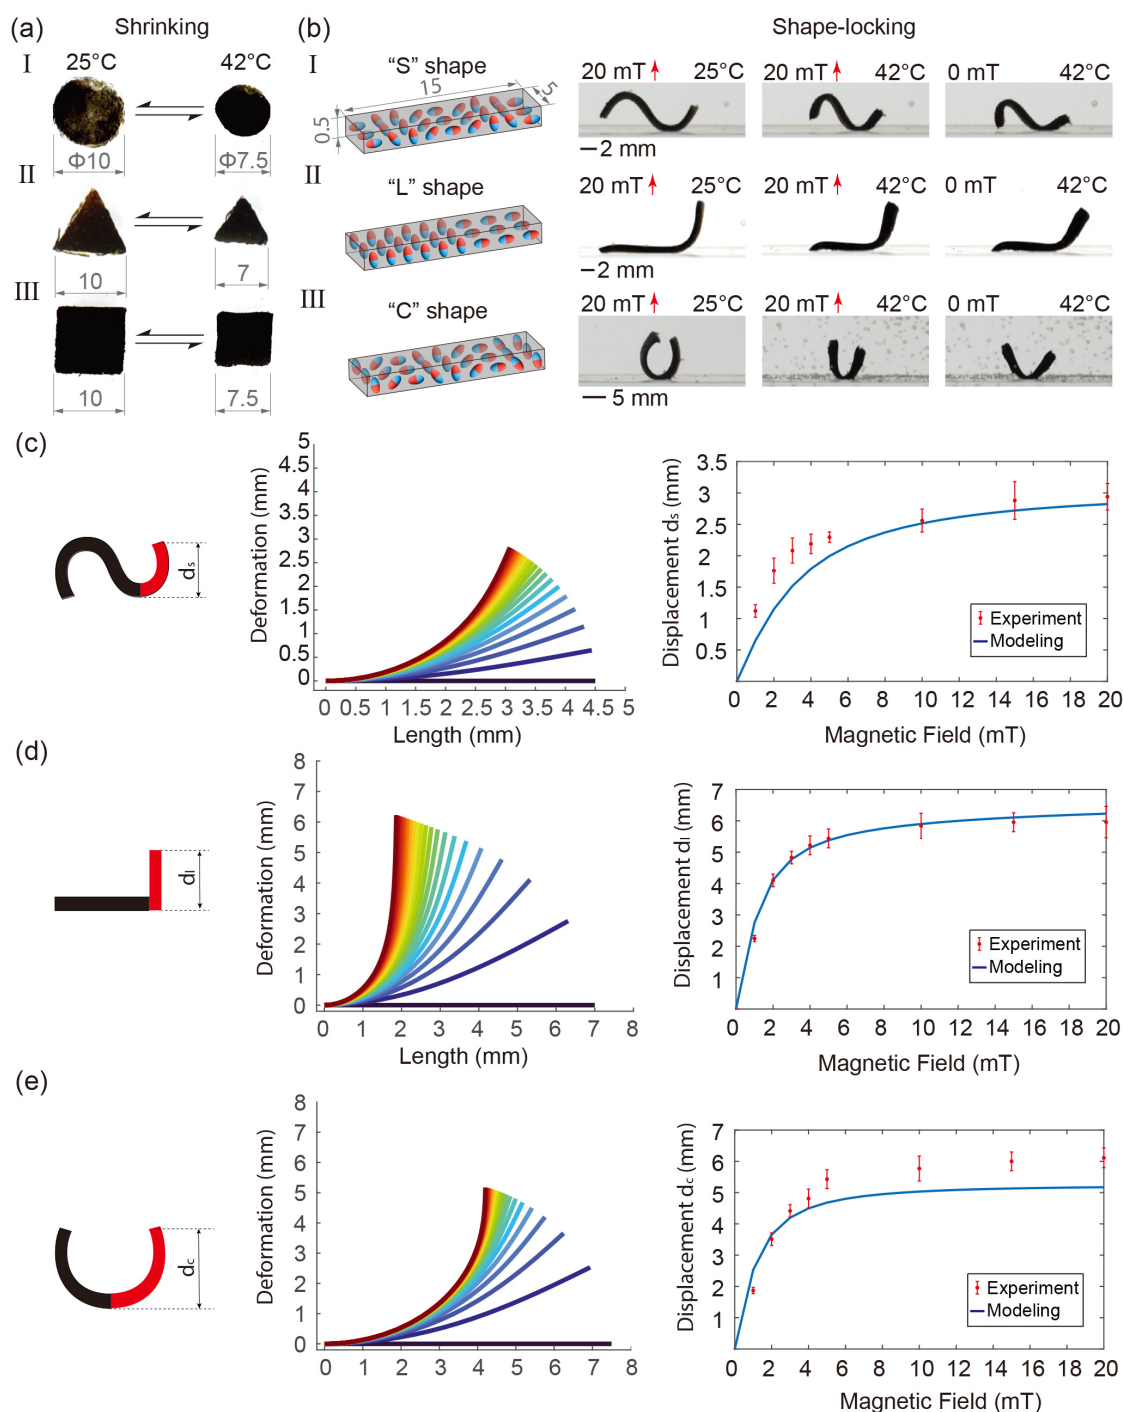 (a) Shrinking
25°C 42°C
I
Φ10 Φ7.5
II
10 7
III
10 7.5
(b) Shape-locking
I
“S” shape
15
5
0.5
20 mT 25°C
20 mT 42°C
0 mT 42°C
2 mm
II
“L” shape
20 mT 25°C
20 mT 42°C
0 mT 42°C
2 mm
III
“C” shape
20 mT 25°C
20 mT 42°C
0 mT 42°C
5 mm
(c)
ds
Deformation (mm)
5
4.5
4
3.5
3
2.5
2
1.5
1
0.5
0
0 0.5 1 1.5 2 2.5 3 3.5 4 4.5 5
Length (mm)
Displacement ds (mm)
3.5
3
2.5
2
1.5
1
0.5
0 2 4 6 8 10 12 14 16 18 20
Experiment
Modeling
Magnetic Field (mT)
(d)
dl
Deformation (mm)
8
7
6
5
4
3
2
1
0
0 1 2 3 4 5 6 7 8
Length (mm)
Displacement dl (mm)
7
6
5
4
3
2
1
0 2 4 6 8 10 12 14 16 18 20
Experiment
Modeling
Magnetic Field (mT)
(e)
dc
Deformation (mm)
8
7
6
5
4
3
2
1
0
0 1 2 3 4 5 6 7 8
Displacement dc (mm)
7
6
5
4
3
2
1
0 2 4 6 8 10 12 14 16 18 20
Experiment
Modeling
Magnetic Field (mT)